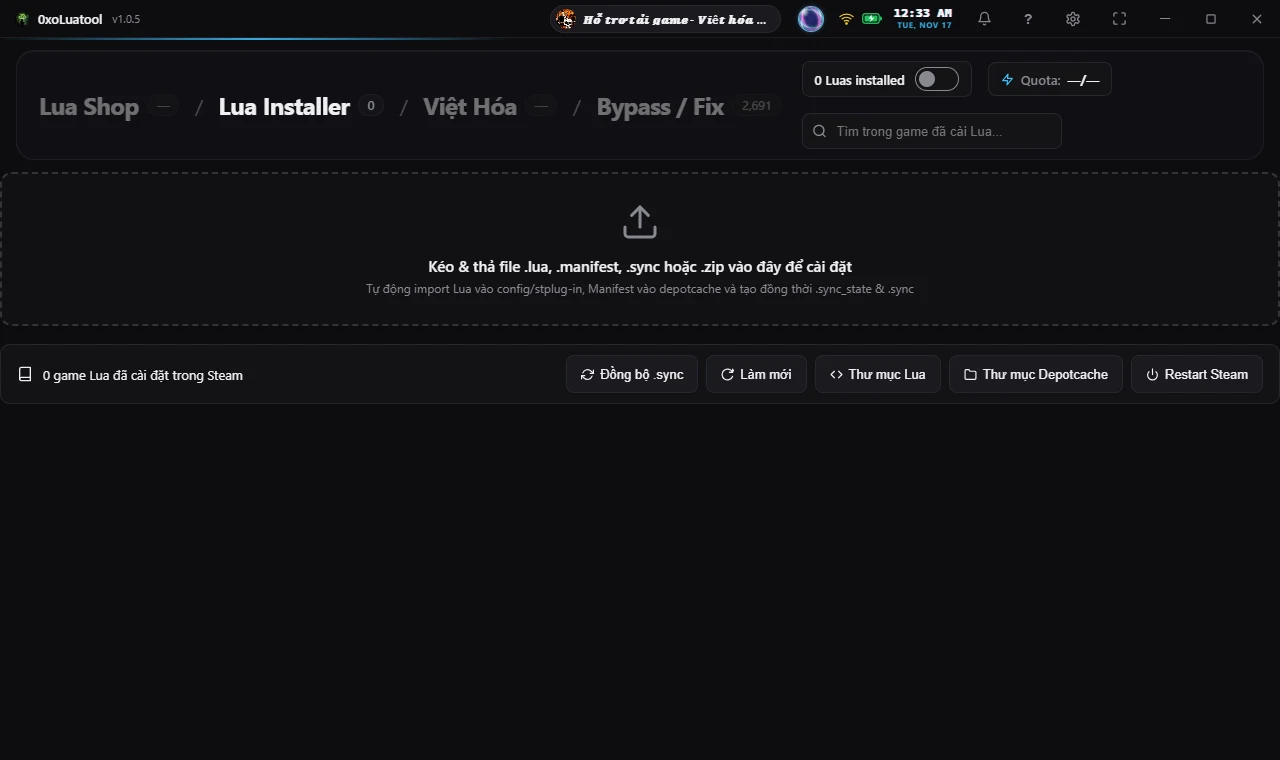 0xoLuatool v1.0.5
Hỗ trợ tải game - Việt hóa ...
12:33 AM
TUE, NOV 17
?
Lua Shop — / Lua Installer 0 / Việt Hóa — / Bypass / Fix 2,691
0 Luas installed
Quota: —/—
Tìm trong game đã cài Lua...
Kéo & thả file .lua, .manifest, .sync hoặc .zip vào đây để cài đặt
Tự động import Lua vào config/stplug-in, Manifest vào depotcache và tạo đồng thời .sync_state & .sync
0 game Lua đã cài đặt trong Steam
Đồng bộ .sync
Làm mới
Thư mục Lua
Thư mục Depotcache
Restart Steam